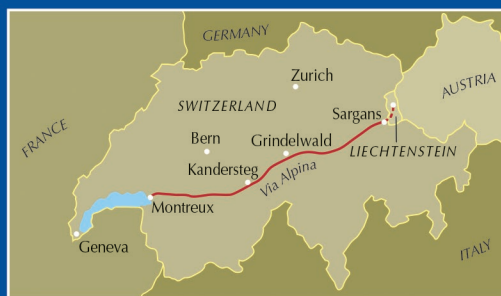 GERMANY
Zurich
AUSTRIA
SWITZERLAND
Sargans
FRANCE
Bern
Grindelwald
LIECHTENSTEIN
Kandersteg
Via Alpina
Montreux
Geneva
ITALY